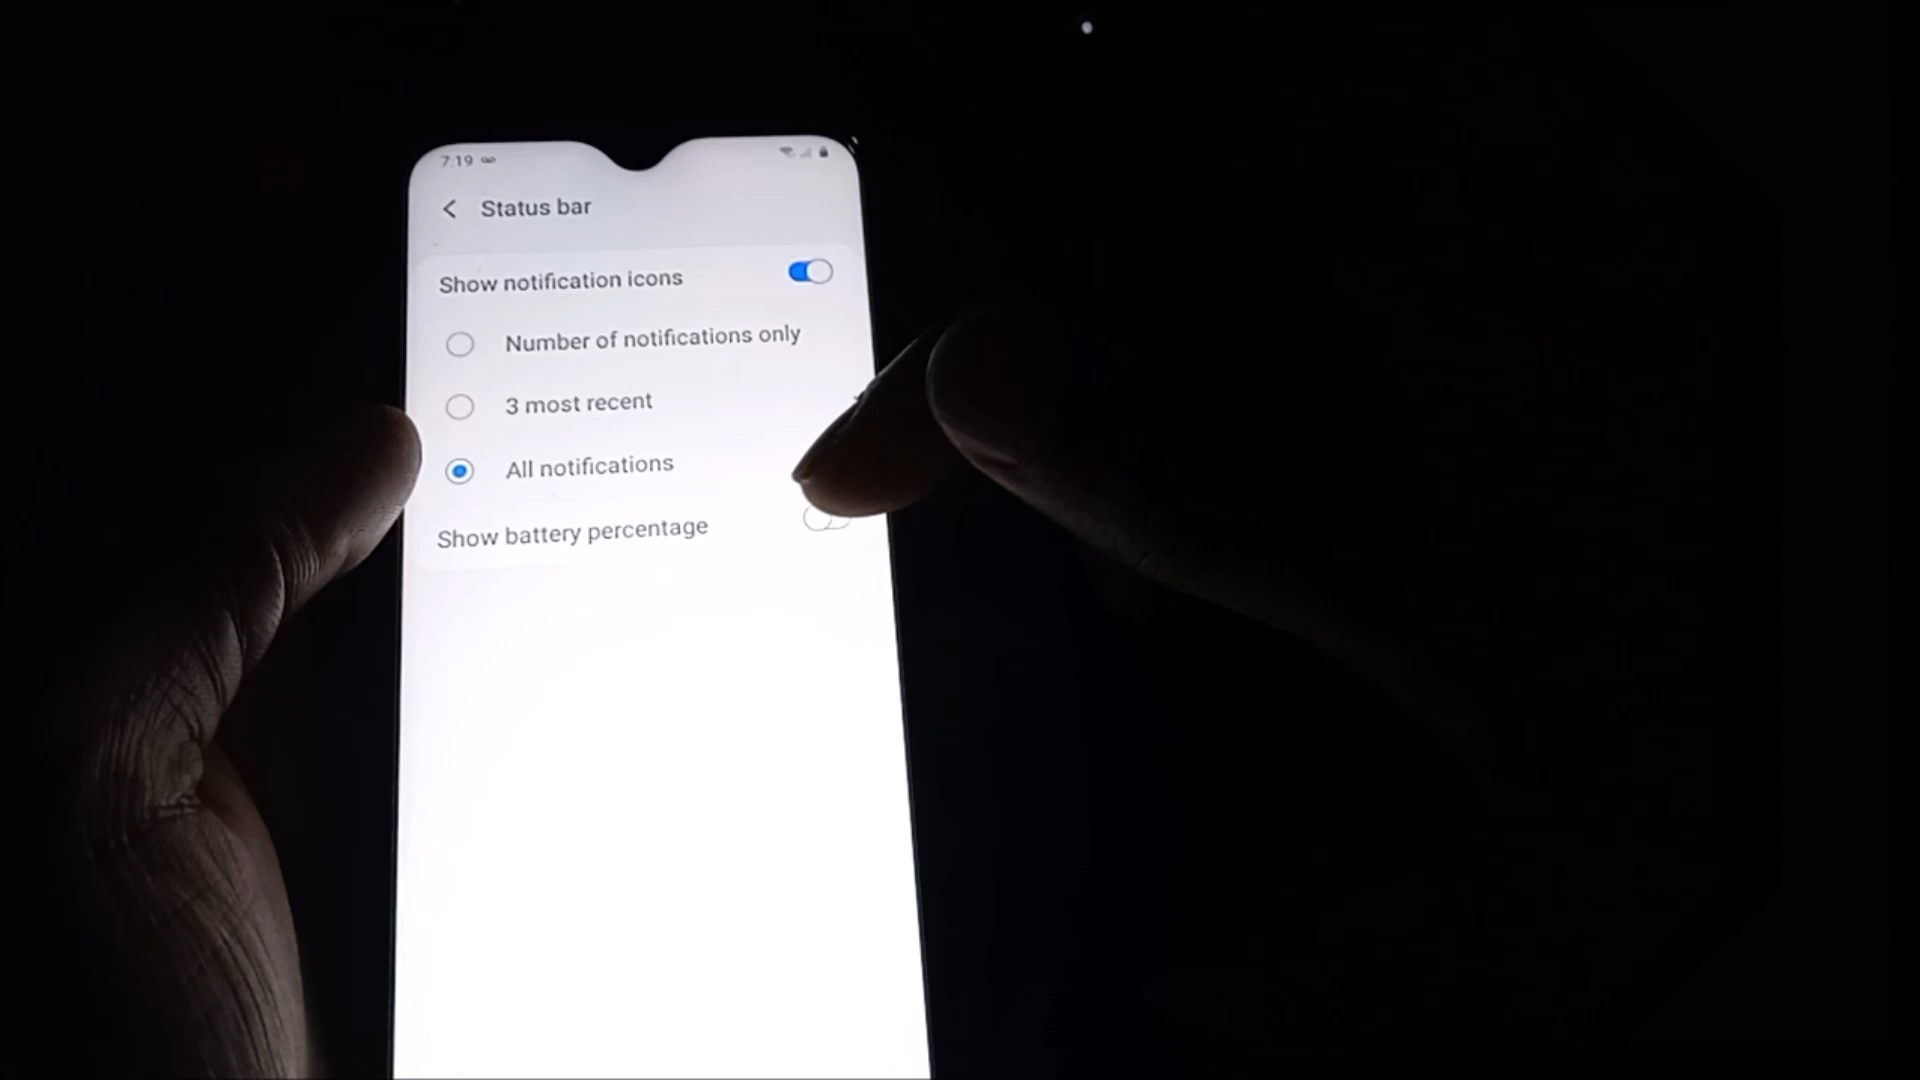 7:19
Status bar
Show notification icons
Number of notifications only
3 most recent
All notifications
Show battery percentage